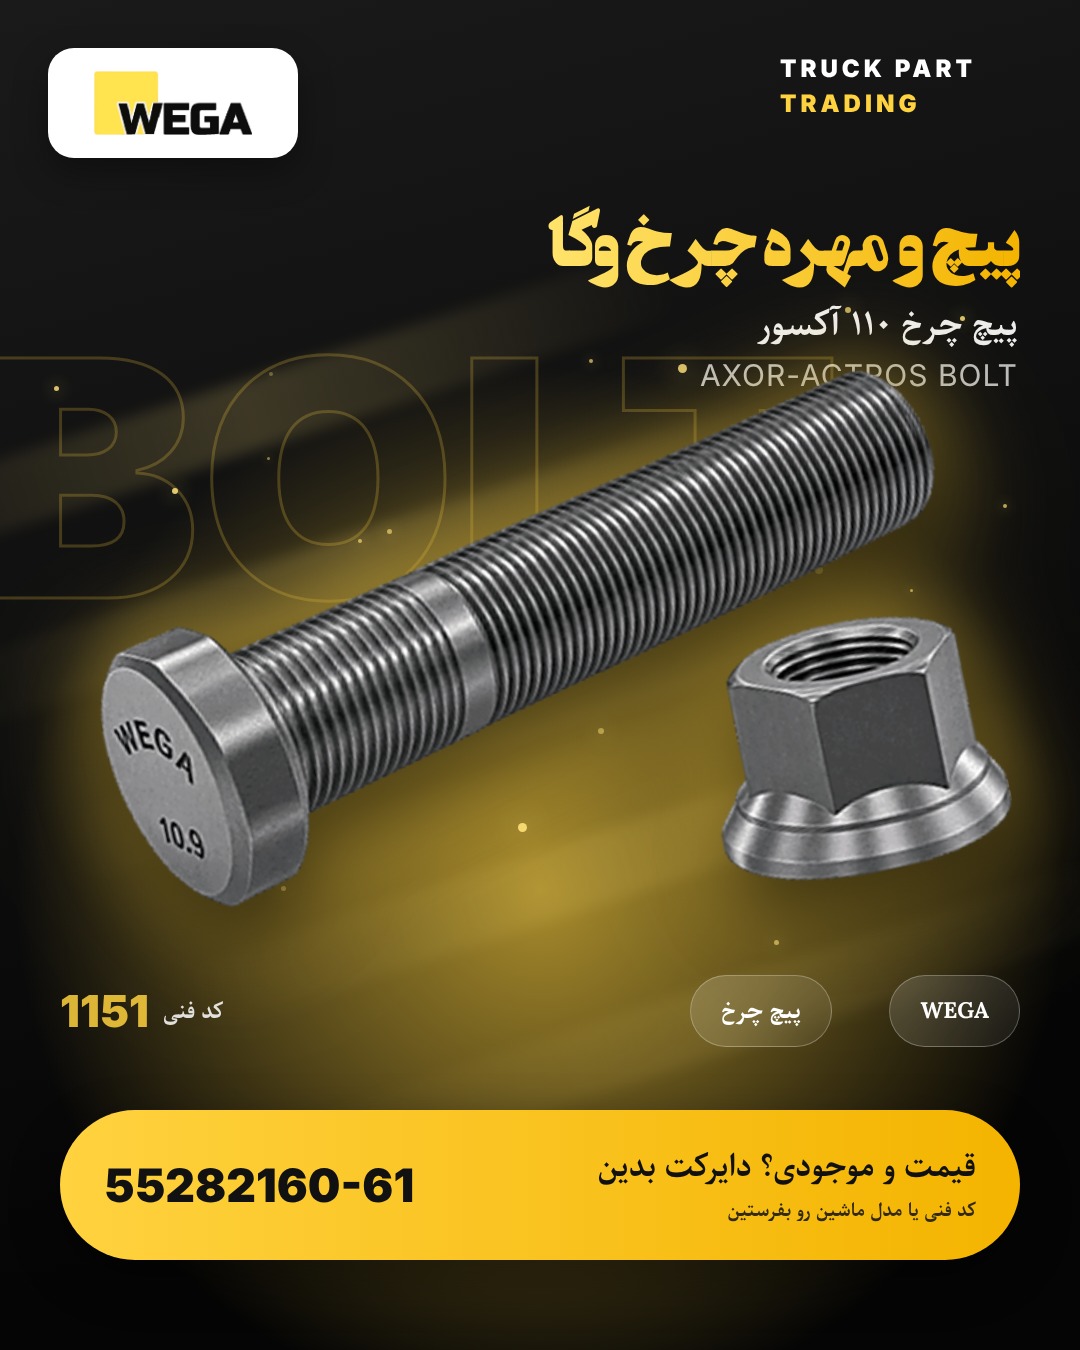 WEGA
TRUCK PART
TRADING
پیچ و مهره چرخ وگا
پیچ چرخ ۱۱۰ آکسور
AXOR-ACTROS BOLT
BOLT
WEGA
10.9
1151 کد فنی
پیچ چرخ
WEGA
قیمت و موجودی؟ دایرکت بدین
کد فنی یا مدل ماشین رو بفرستین
55282160-61